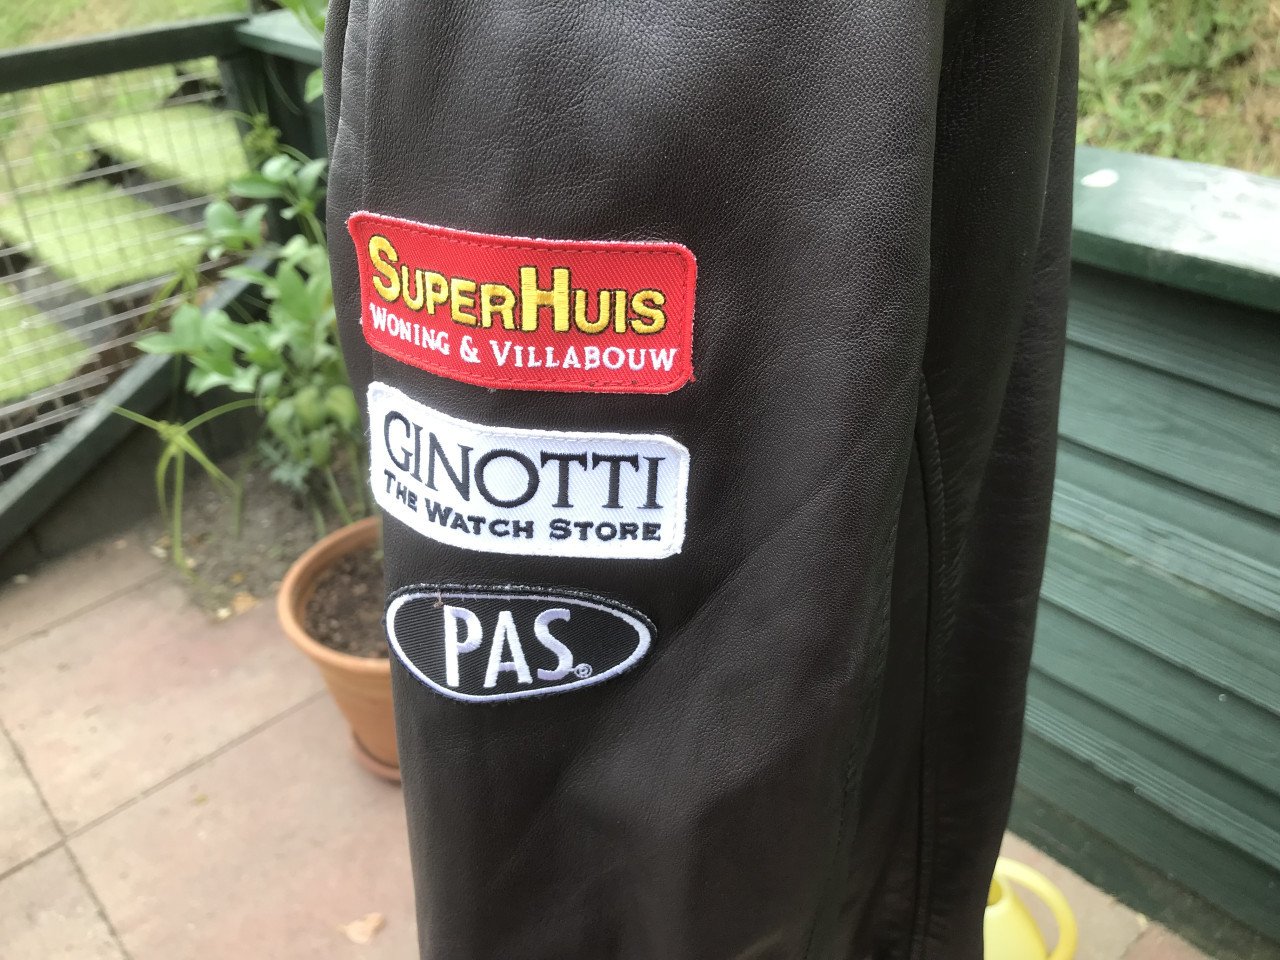 SUPERHUIS
WONING & VILLABOUW
GINOTTI
THE WATCH STORE
PAS®